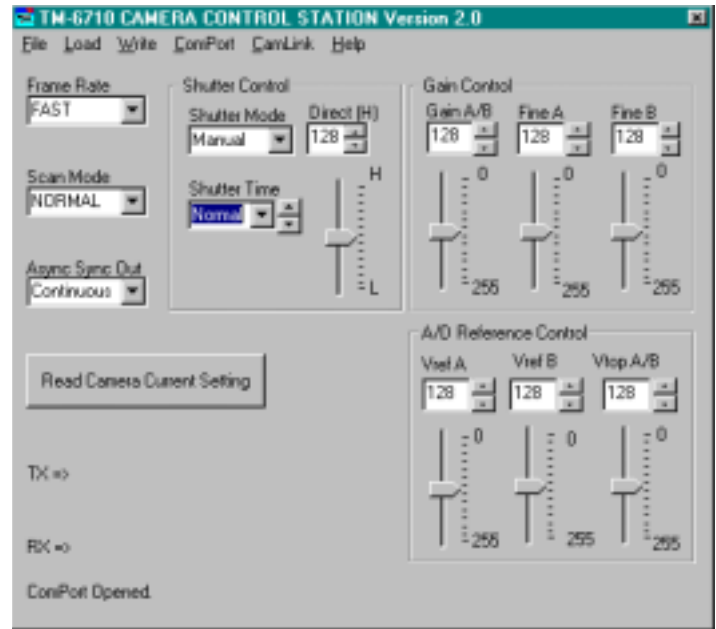 TM-6710 CAMERA CONTROL STATION Version 2.0
File Load Write ComPort CamLink Help
Frame Rate
FAST
Scan Mode
NORMAL
Async Sync Out
Continuous
Shutter Control
Shutter Mode Direct [H]
Manual 128
Shutter Time
Normal
H
L
Gain Control
Gain A/B Fine A Fine B
128 128 128
0 0 0
255 255 255
A/D Reference Control
Vref A Vref B Vtop A/B
128 128 128
0 0 0
255 255 255
Read Camera Current Setting
TX =>
RX =>
ComPort Opened.